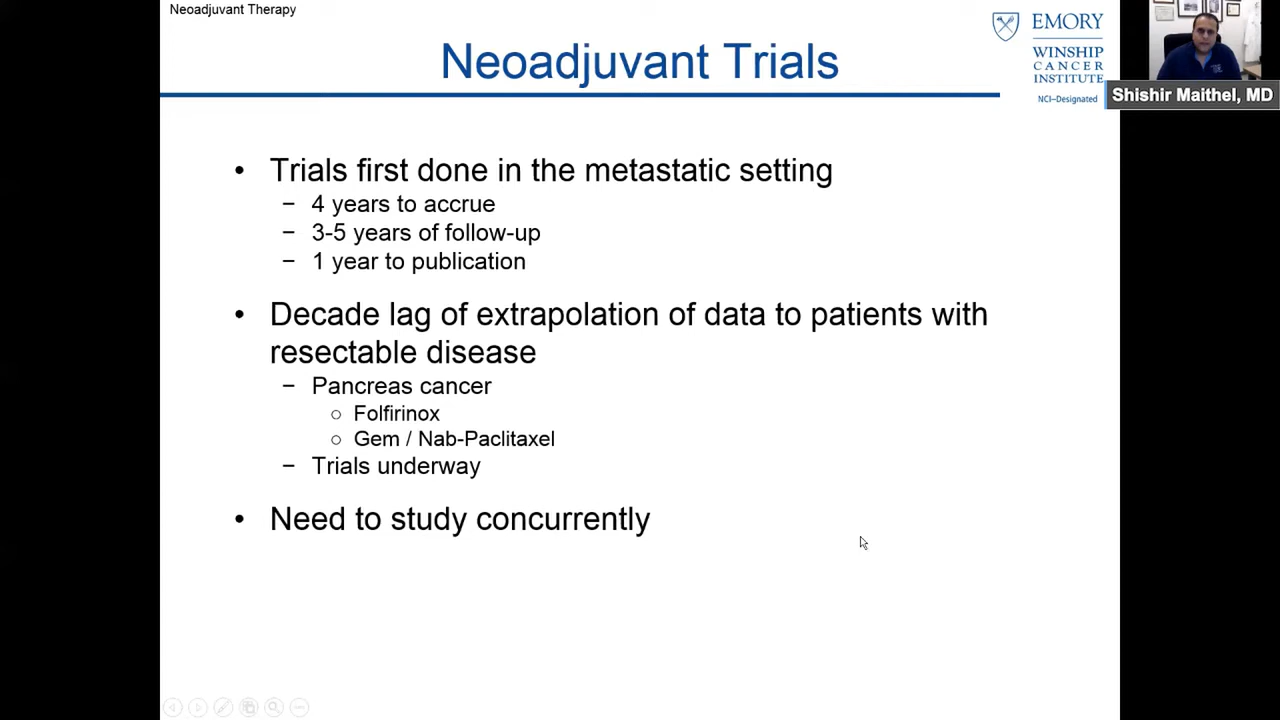 Neoadjuvant Therapy
Neoadjuvant Trials
EMORY
WINSHIP
CANCER
INSTITUTE
NCI–Designated
Shishir Maithel, MD
• Trials first done in the metastatic setting
− 4 years to accrue
− 3-5 years of follow-up
− 1 year to publication
• Decade lag of extrapolation of data to patients with
resectable disease
− Pancreas cancer
○ Folfirinox
○ Gem / Nab-Paclitaxel
− Trials underway
• Need to study concurrently